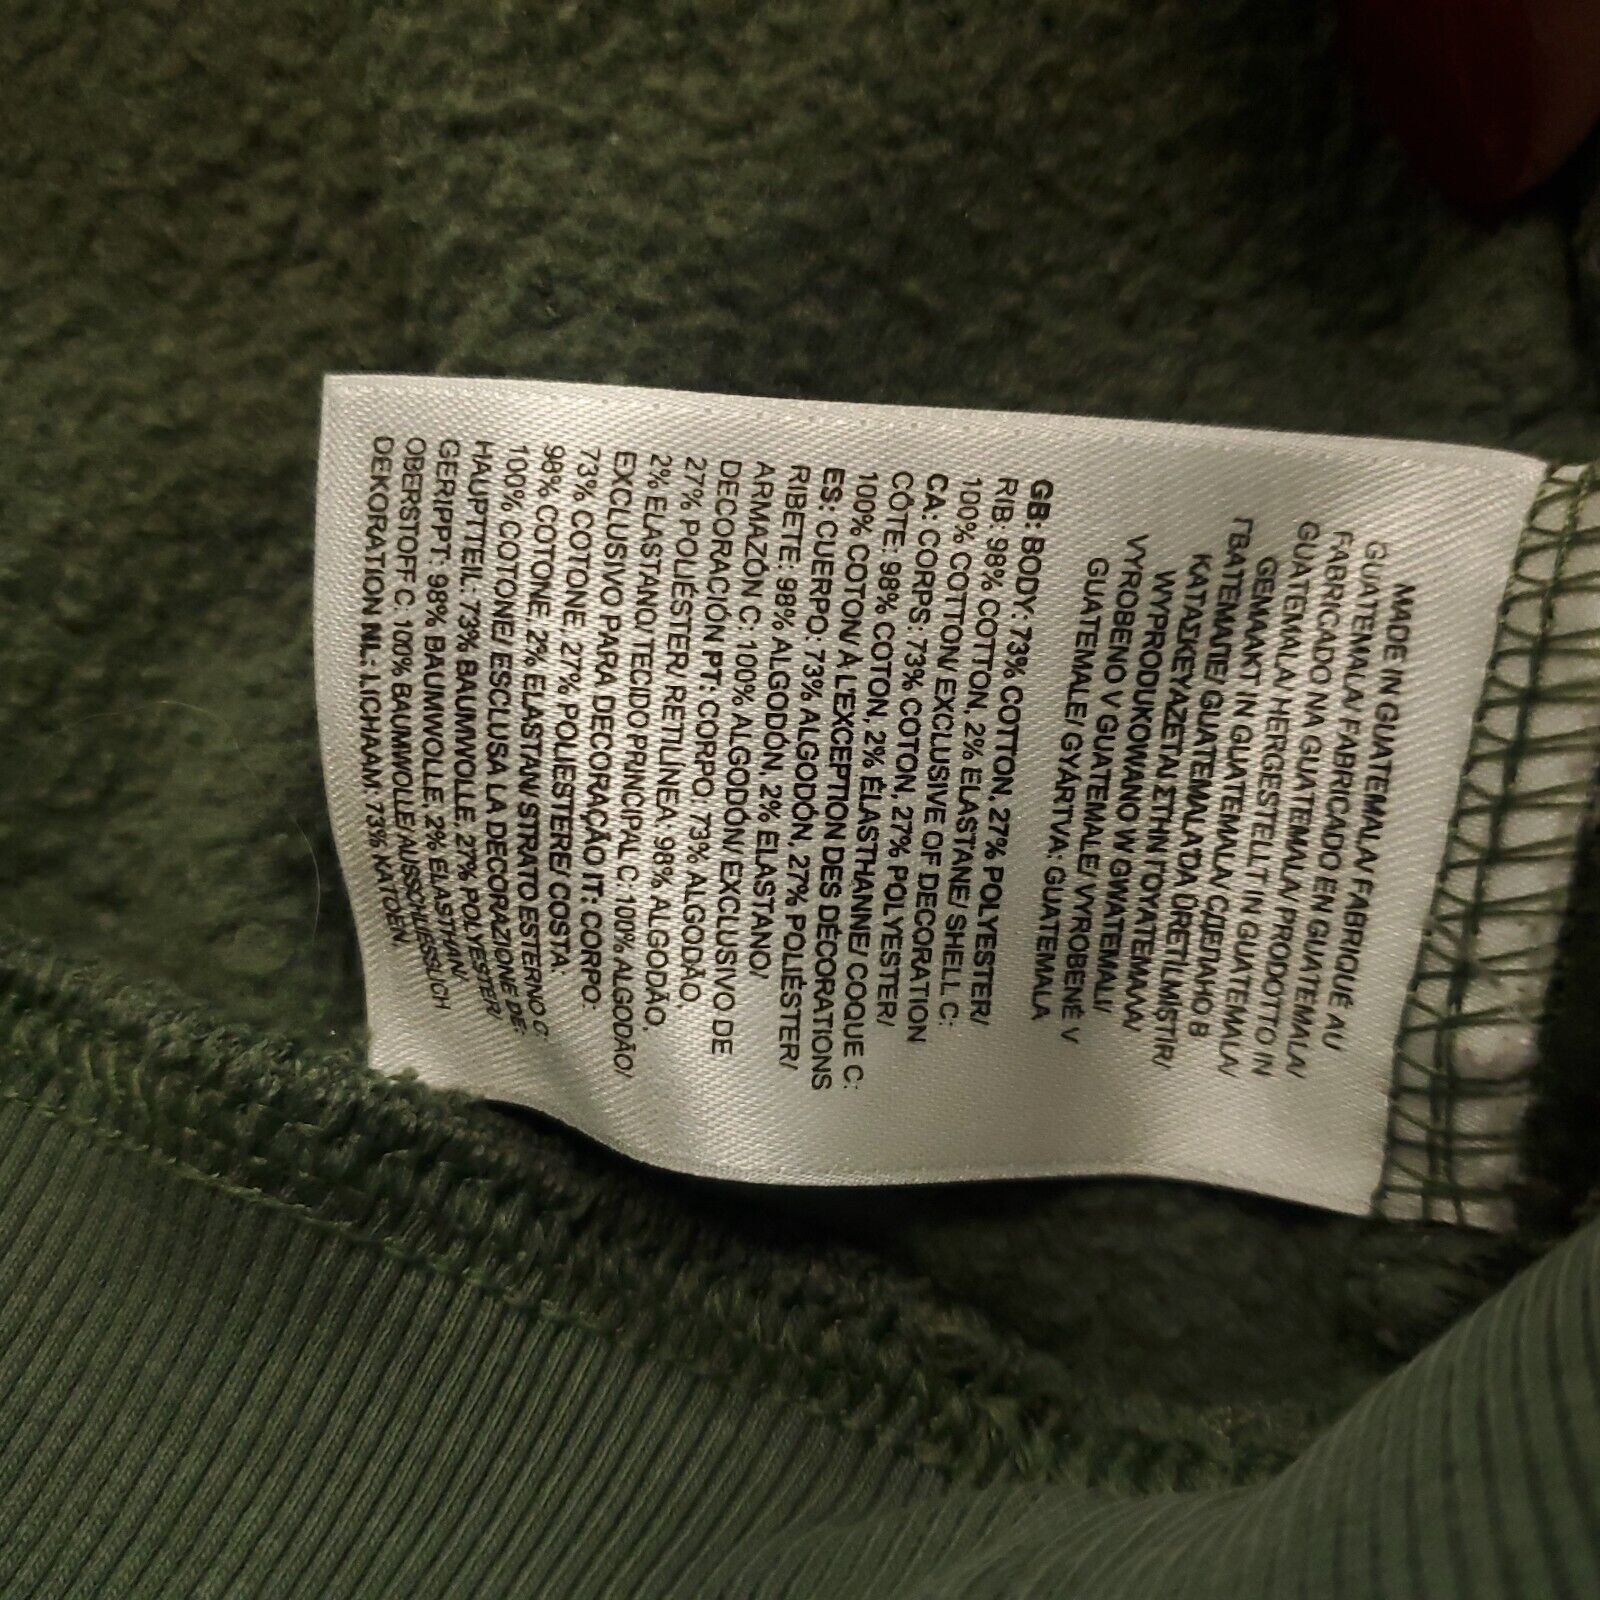 MADE IN GUATEMALA/ FABRIQUÉ AU
GUATEMALA/ FABRICADO EN GUATEMALA/
FABRICADO NA GUATEMALA/ PRODOTTO IN
GUATEMALA/ HERGESTELLT IN GUATEMALA/
GEMAAKT IN GUATEMALA/ СДЕЛАНО В
ГВАТЕМАЛЕ/ GUATEMALA'DA ÜRETİLMİŞTİR/
ΚΑΤΑΣΚΕΥΑΖΕΤΑΙ ΣΤΗΝ ΓΟΥΑΤΕΜΑΛΑ/
WYPRODUKOWANO W GWATEMALI/
VYROBENO V GUATEMALE/ VYROBENÉ V
GUATEMALE/ GYÁRTVA: GUATEMALA
GB: BODY: 73% COTTON, 27% POLYESTER/
RIB: 98% COTTON, 2% ELASTANE/ SHELL C:
100% COTTON/ EXCLUSIVE OF DECORATION
CA: CORPS: 73% COTON, 27% POLYESTER/
CÔTE: 98% COTON, 2% ÉLASTHANNE/ COQUE C:
100% COTON/ À L'EXCEPTION DES DÉCORATIONS
ES: CUERPO: 73% ALGODÓN, 27% POLIÉSTER/
RIBETE: 98% ALGODÓN, 2% ELASTANO/
ARMAZÓN C: 100% ALGODÓN/ EXCLUSIVO DE
DECORACIÓN PT: CORPO: 73% ALGODÃO,
27% POLIÉSTER/ RETILÍNEA, 98% ALGODÃO,
2% ELASTANO/TECIDO PRINCIPAL C: 100% ALGODÃO/
EXCLUSIVO PARA DECORAÇÃO IT: CORPO:
73% COTONE, 27% POLIESTERE/ COSTA:
98% COTONE, 2% ELASTAN/ STRATO ESTERNO C:
100% COTONE/ ESCLUSA LA DECORAZIONE DE:
HAUPTTEIL: 73% BAUMWOLLE, 27% POLYESTER/
GERIPPT: 98% BAUMWOLLE, 2% ELASTHAN/
OBERSTOFF C: 100% BAUMWOLLE/AUSSCHLIESSLICH
DEKORATION NL: LICHAAM: 73% KATOEN,